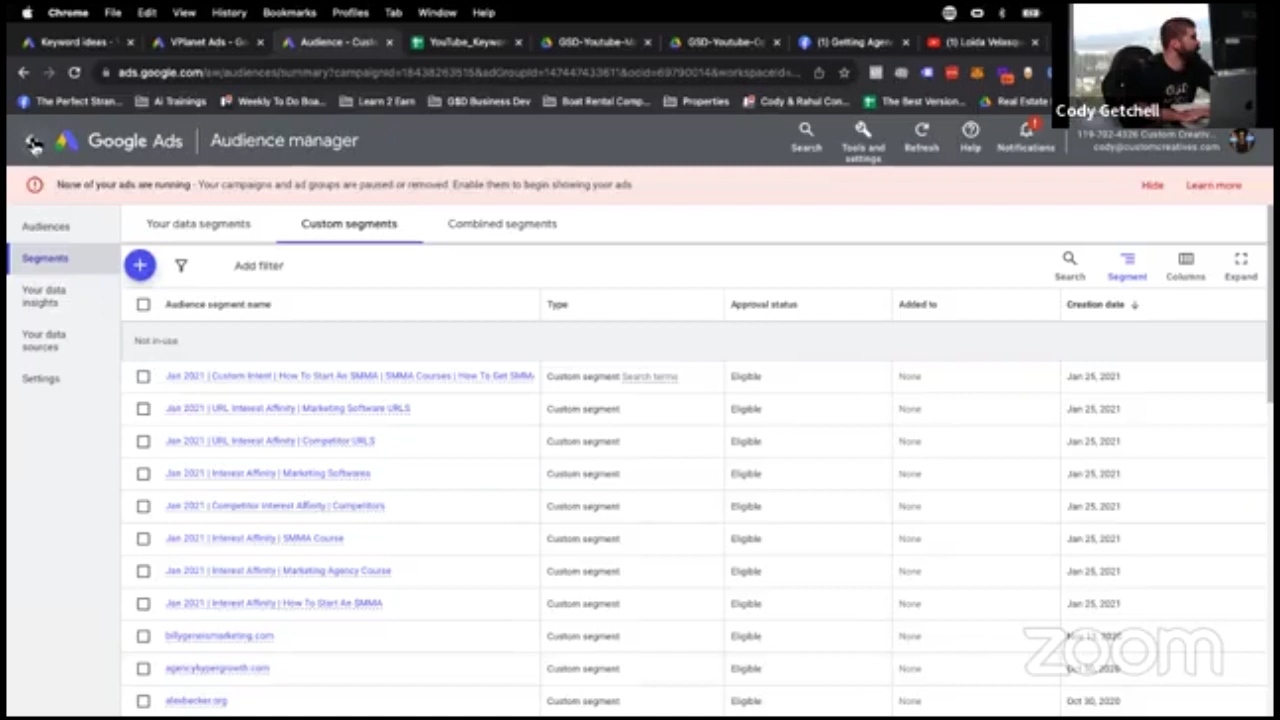 Chrome File Edit View History Bookmarks Profiles Tab Window Help
Keyword ideas - VPlanet Ads - Go Audience - Cust YouTube_Keywo GSD-Youtube-M GSD-Youtube-D (1) Getting Agen (1) Loida Velasq
The Perfect Stran... Ai Trainings Weekly To Do Boa... Learn 2 Earn GSD Business Dev Boat Rental Comp... Properties Cody & Rahul Con... The Best Version... Real Estate
Cody Getchell
Google Ads Audience manager
Search Tools and settings Refresh Help Notifications
cody@customcreatives.com
None of your ads are running - Your campaigns and ad groups are paused or removed. Enable them to begin showing your ads Hide Learn more
Audiences
Segments
Your data insights
Your data sources
Settings
Your data segments Custom segments Combined segments
Add filter
Search Segment Columns Expand
Audience segment name Type Approval status Added to Creation date
Not in-use
Jan 2021 | Custom Intent | How To Start An SMMA | SMMA Courses | How To Get SMMA Custom segment Search terms Eligible None Jan 25, 2021
Jan 2021 | URL Interest Affinity | Marketing Software URLS Custom segment Eligible None Jan 25, 2021
Jan 2021 | URL Interest Affinity | Competitor URLS Custom segment Eligible None Jan 25, 2021
Jan 2021 | Interest Affinity | Marketing Softwares Custom segment Eligible None Jan 25, 2021
Jan 2021 | Competitor Interest Affinity | Competitors Custom segment Eligible None Jan 25, 2021
Jan 2021 | Interest Affinity | SMMA Course Custom segment Eligible None Jan 25, 2021
Jan 2021 | Interest Affinity | Marketing Agency Course Custom segment Eligible None Jan 25, 2021
Jan 2021 | Interest Affinity | How To Start An SMMA Custom segment Eligible None Jan 25, 2021
billygeneismarketing.com Custom segment Eligible None
agencyhypergrowth.com Custom segment Eligible None
alexbecker.org Custom segment Eligible None Oct 30, 2020
zoom